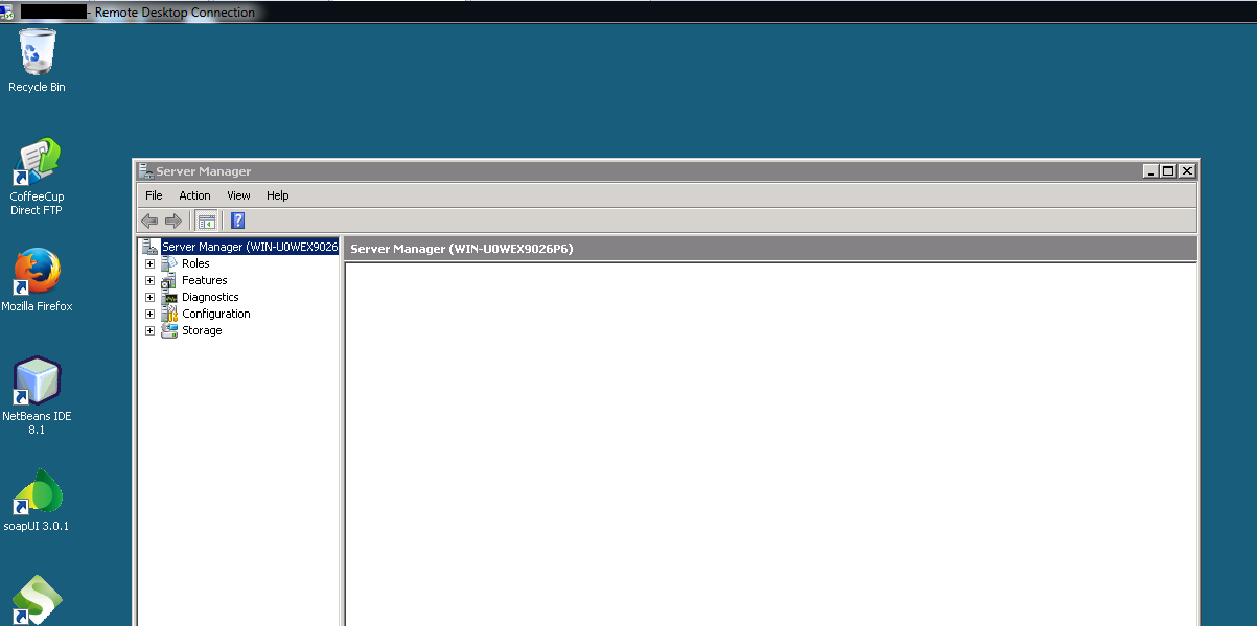 - Remote Desktop Connection
Recycle Bin
CoffeeCup
Direct FTP
Mozilla Firefox
NetBeans IDE
8.1
soapUI 3.0.1
Server Manager
File Action View Help
Server Manager (WIN-U0WEX9026
Roles
Features
Diagnostics
Configuration
Storage
Server Manager (WIN-U0WEX9026P6)